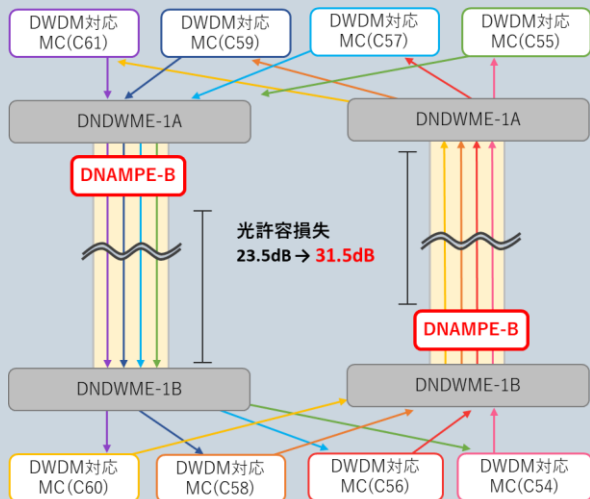 DWDM対応
MC(C61)
DWDM対応
MC(C59)
DWDM対応
MC(C57)
DWDM対応
MC(C55)
DNDWME-1A
DNDWME-1A
DNAMPE-B
光許容損失
23.5dB → 31.5dB
DNAMPE-B
DNDWME-1B
DNDWME-1B
DWDM対応
MC(C60)
DWDM対応
MC(C58)
DWDM対応
MC(C56)
DWDM対応
MC(C54)